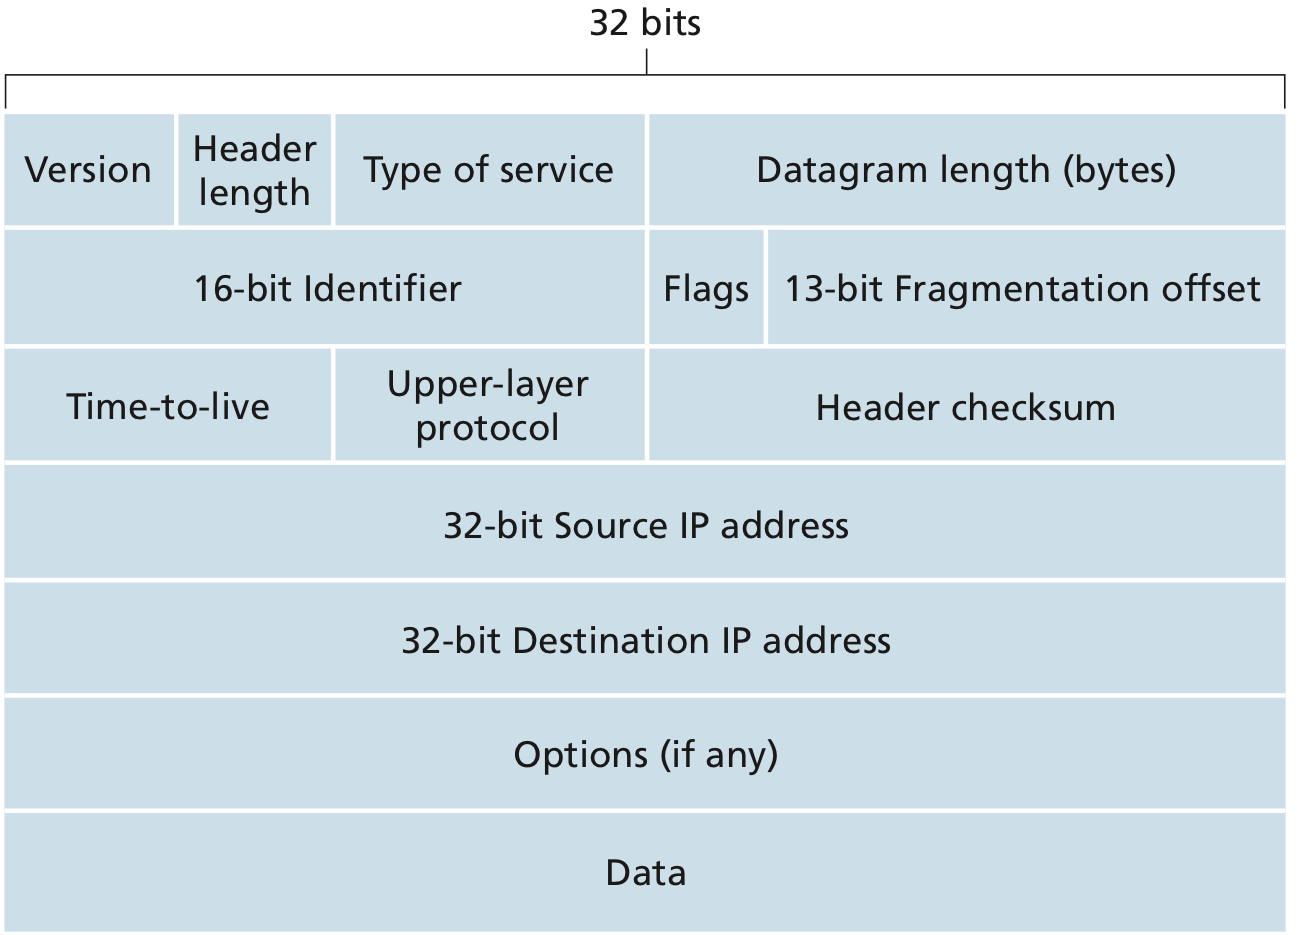 32 bits
Version
Header
length
Type of service
Datagram length (bytes)
16-bit Identifier
Flags
13-bit Fragmentation offset
Time-to-live
Upper-layer
protocol
Header checksum
32-bit Source IP address
32-bit Destination IP address
Options (if any)
Data